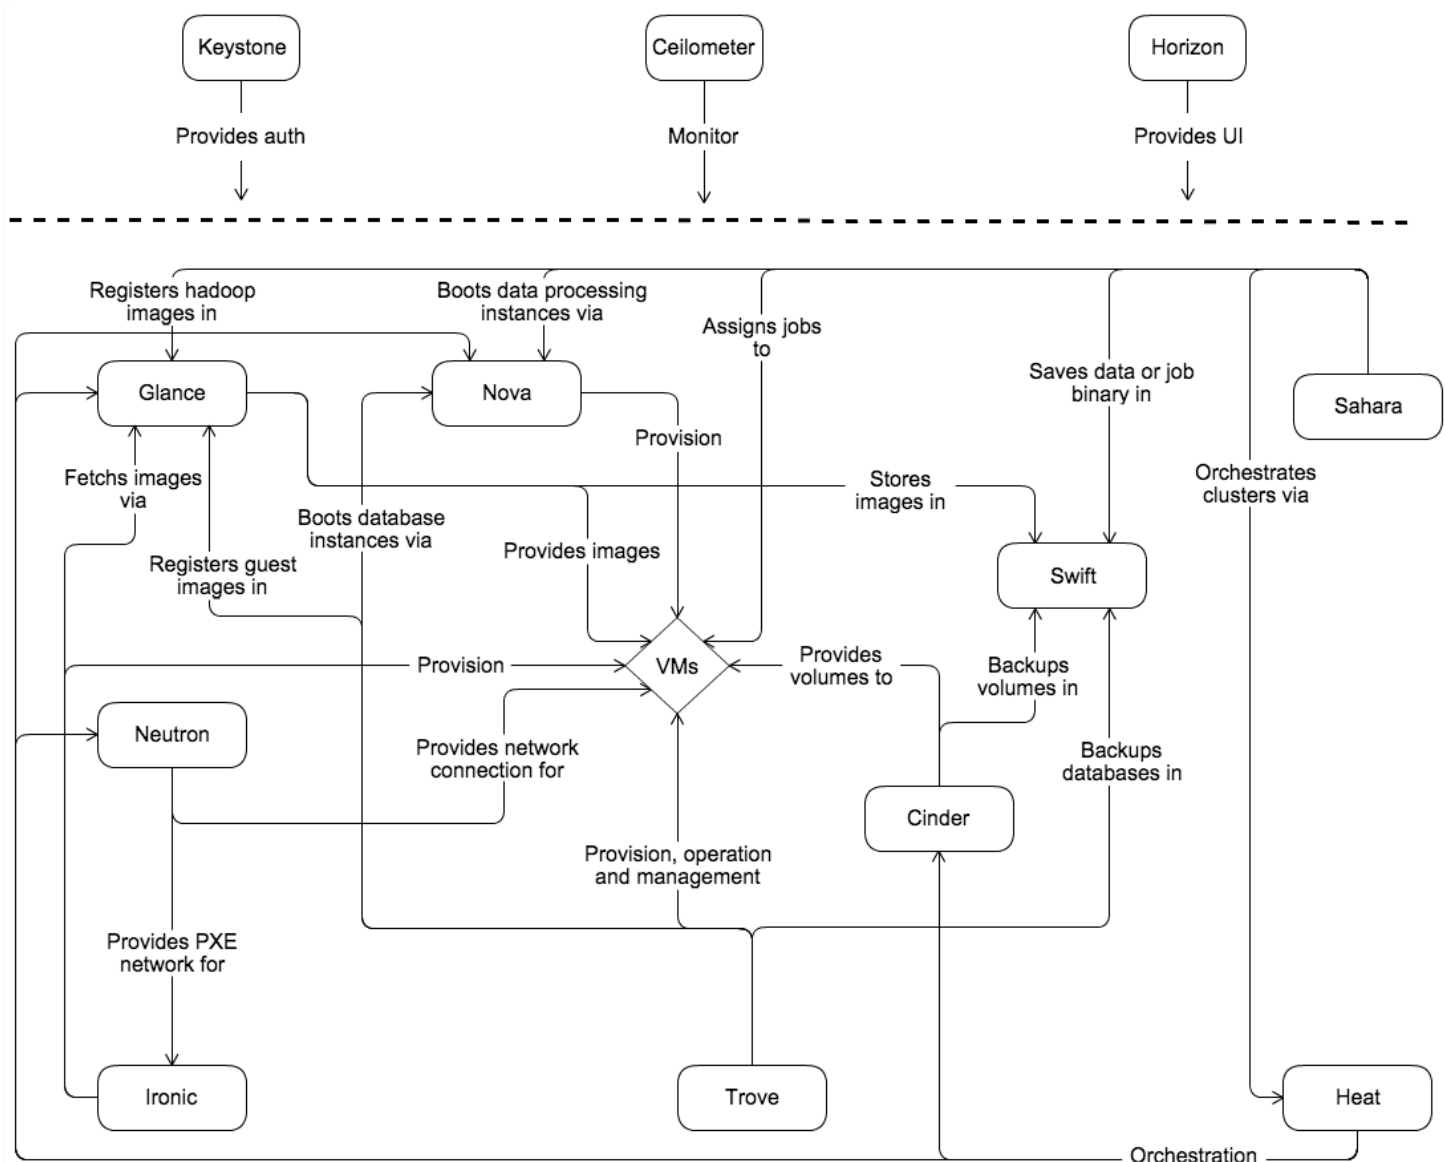 Keystone
Ceilometer
Horizon
Provides auth
Monitor
Provides UI
Registers hadoop
images in
Boots data processing
instances via
Assigns jobs
to
Saves data or job
binary in
Glance
Nova
Sahara
Provision
Fetchs images
via
Stores
images in
Orchestrates
clusters via
Boots database
instances via
Provides images
Registers guest
images in
Swift
Provision
VMs
Provides
volumes to
Backups
volumes in
Neutron
Provides network
connection for
Backups
databases in
Cinder
Provision, operation
and management
Provides PXE
network for
Ironic
Trove
Heat
Orchestration